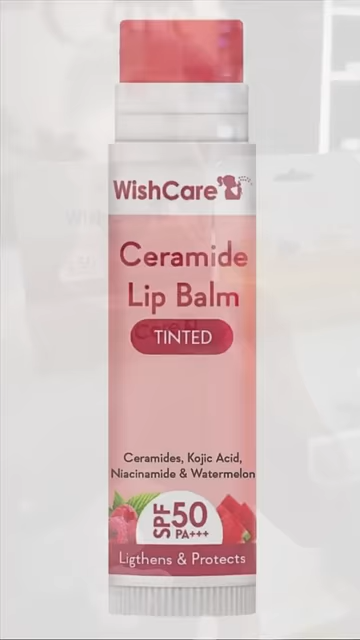 WishCare
Ceramide
Lip Balm
TINTED
Ceramides, Kojic Acid,
Niacinamide & Watermelon
SPF 50
PA+++
Ligthens & Protects